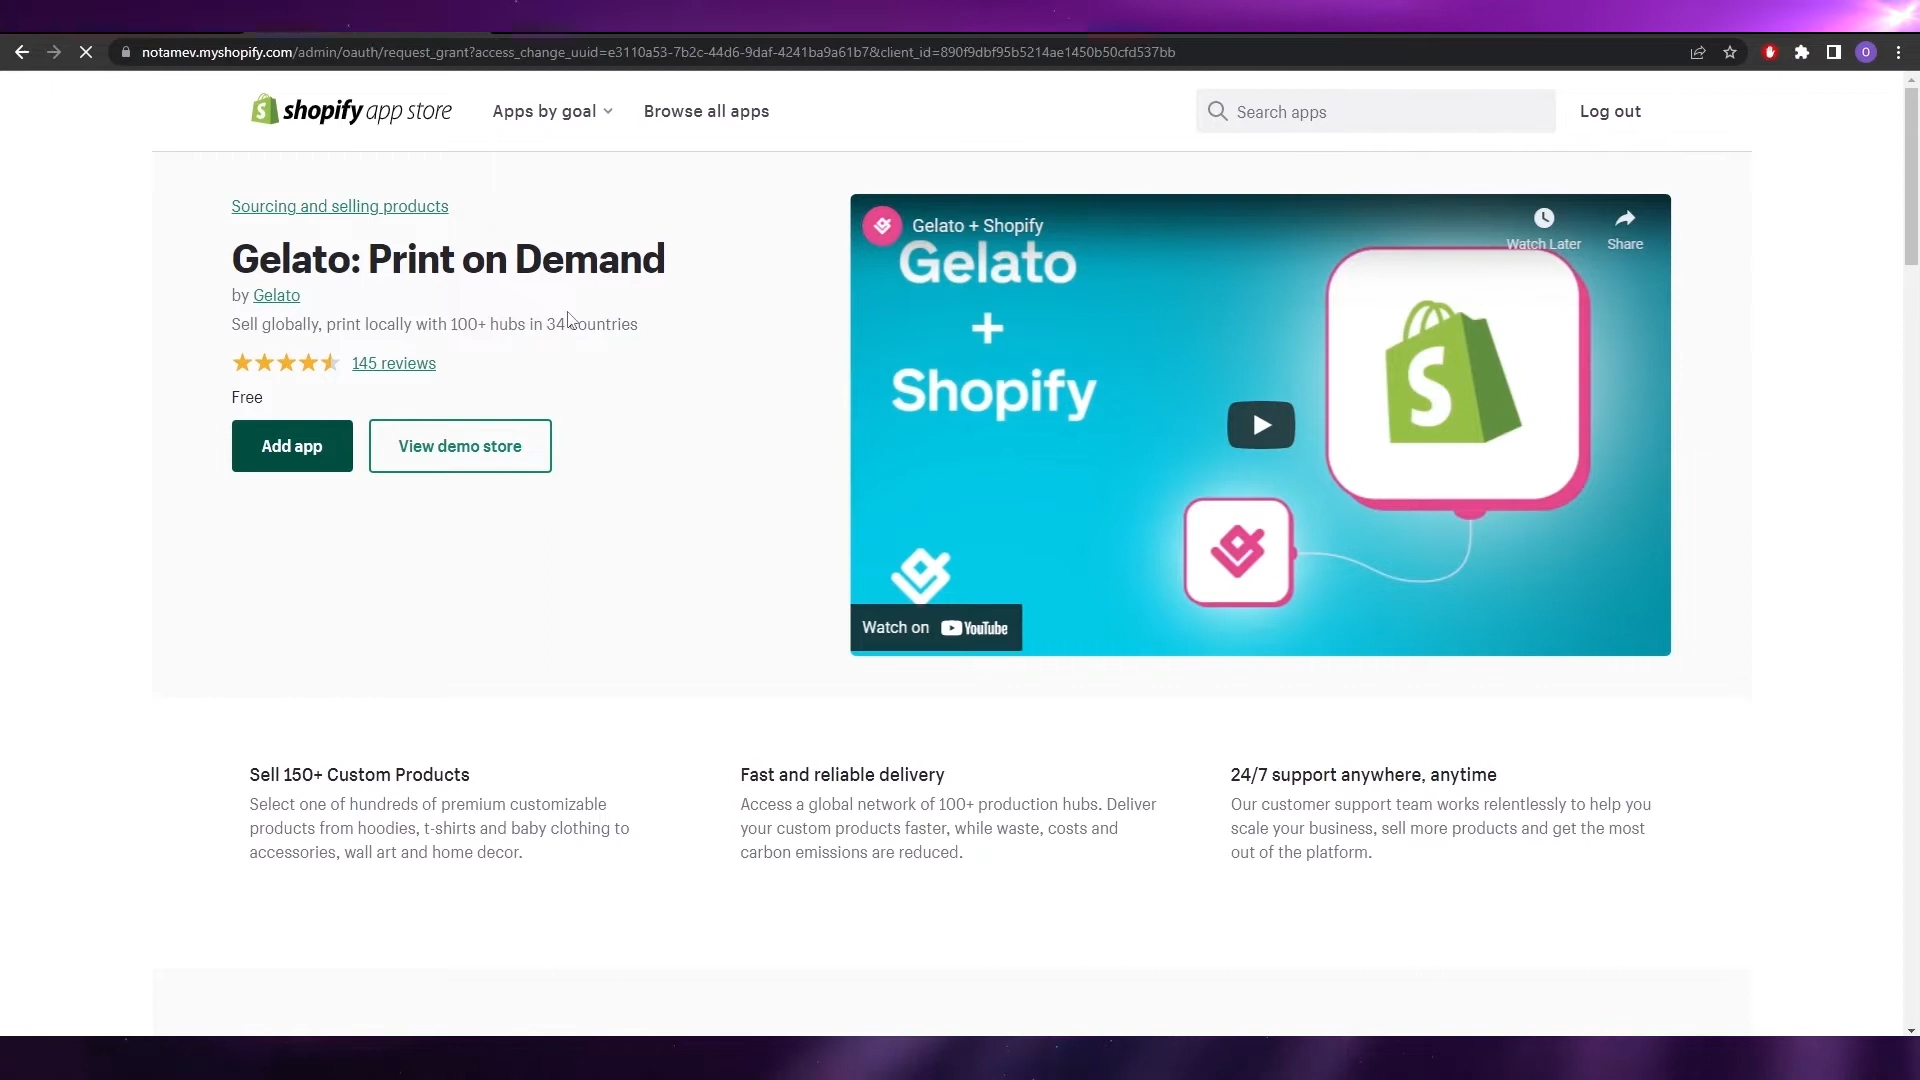 notamev.myshopify.com/admin/oauth/request_grant?access_change_uuid=e3110a53-7b2c-44d6-9daf-4241ba9a61b7&client_id=890f9dbf95b5214ae1450b50cfd537bb
O
shopify app store
Apps by goal
Browse all apps
Search apps
Log out
Sourcing and selling products
Gelato: Print on Demand
by Gelato
Sell globally, print locally with 100+ hubs in 34 countries
145 reviews
Free
Add app
View demo store
Gelato + Shopify
Watch Later
Share
Gelato
+
Shopify
S
Watch on YouTube
Sell 150+ Custom Products
Select one of hundreds of premium customizable
products from hoodies, t-shirts and baby clothing to
accessories, wall art and home decor.
Fast and reliable delivery
Access a global network of 100+ production hubs. Deliver
your custom products faster, while waste, costs and
carbon emissions are reduced.
24/7 support anywhere, anytime
Our customer support team works relentlessly to help you
scale your business, sell more products and get the most
out of the platform.